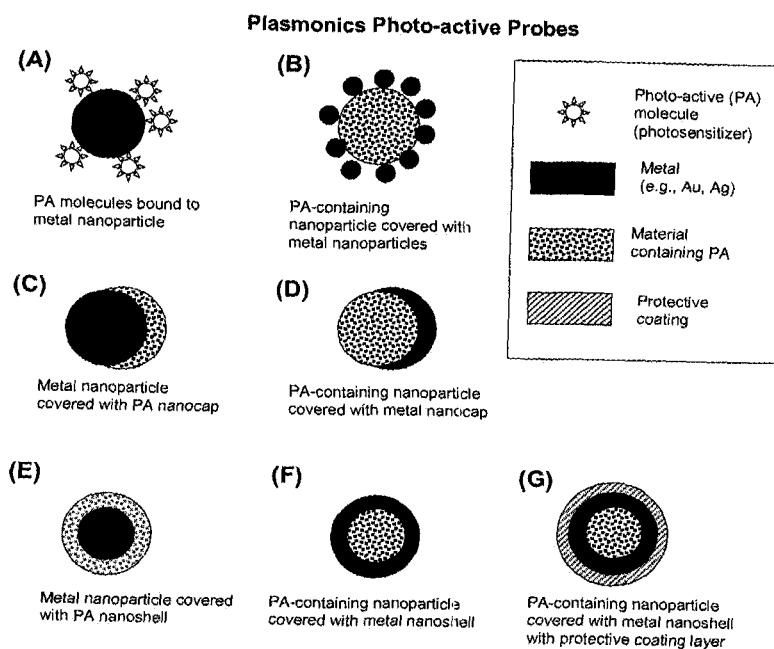 Plasmonics Photo-active Probes
(A)
PA molecules bound to
metal nanoparticle
(B)
PA-containing
nanoparticle covered with
metal nanoparticles
Photo-active (PA)
molecule
(photosensitizer)
Metal
(e.g., Au, Ag)
Material
containing PA
Protective
coating
(C)
Metal nanoparticle
covered with PA nanocap
(D)
PA-containing nanoparticle
covered with metal nanocap
(E)
Metal nanoparticle covered
with PA nanoshell
(F)
PA-containing nanoparticle
covered with metal nanoshell
(G)
PA-containing nanoparticle
covered with metal nanoshell
with protective coating layer